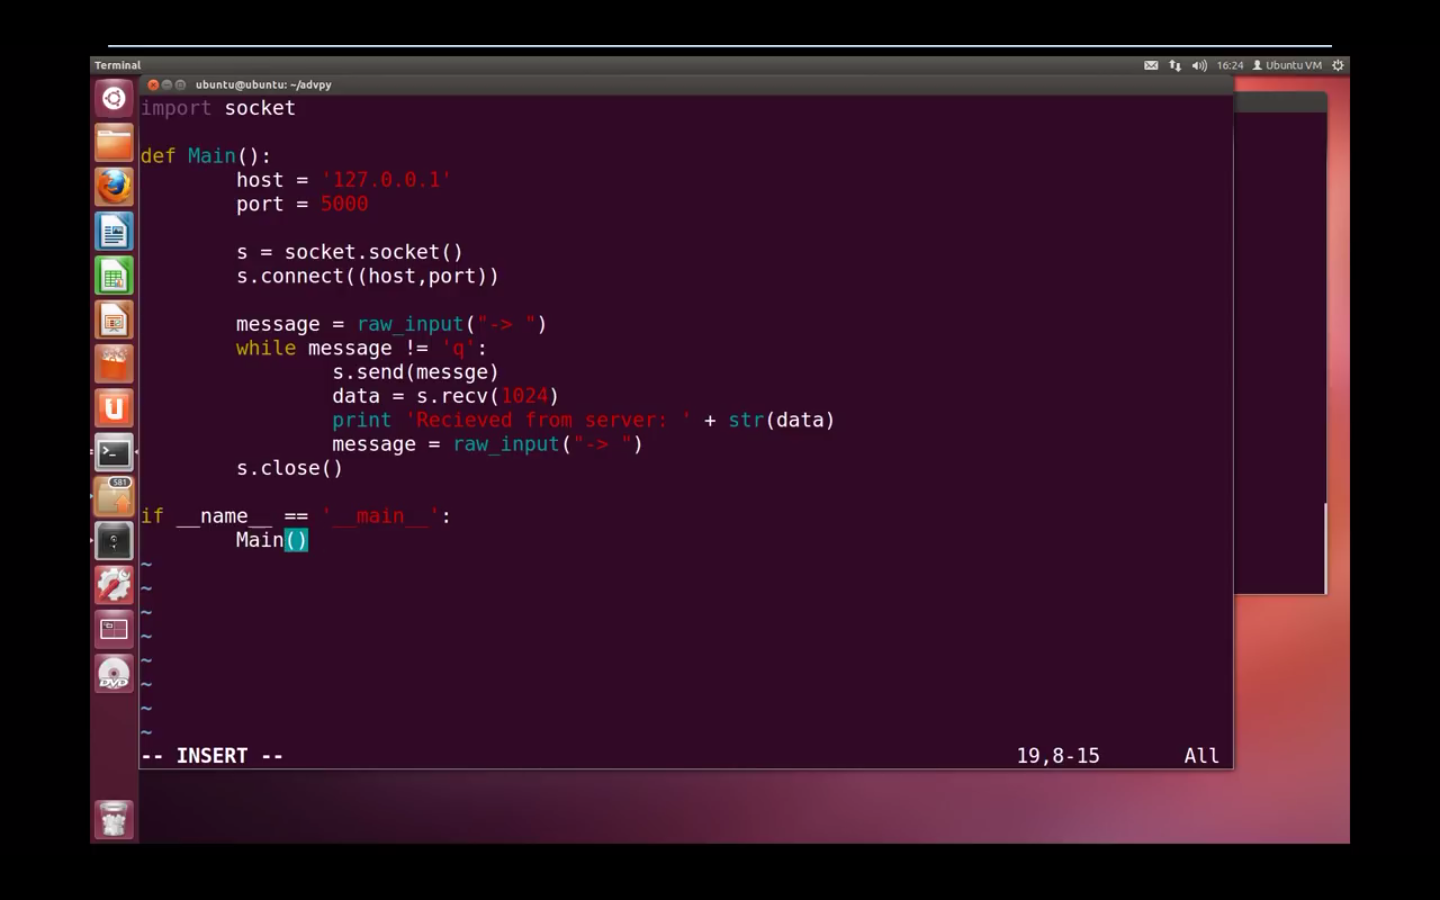 Terminal
16:24 Ubuntu VM
ubuntu@ubuntu: ~/advpy
import socket
def Main():
host = '127.0.0.1'
port = 5000
s = socket.socket()
s.connect((host,port))
message = raw_input("-> ")
while message != 'q':
s.send(messge)
data = s.recv(1024)
print 'Recieved from server: ' + str(data)
message = raw_input("-> ")
s.close()
if __name__ == '__main__':
Main()
~
~
~
~
~
~
~
~
-- INSERT --
19,8-15 All
581
DVD